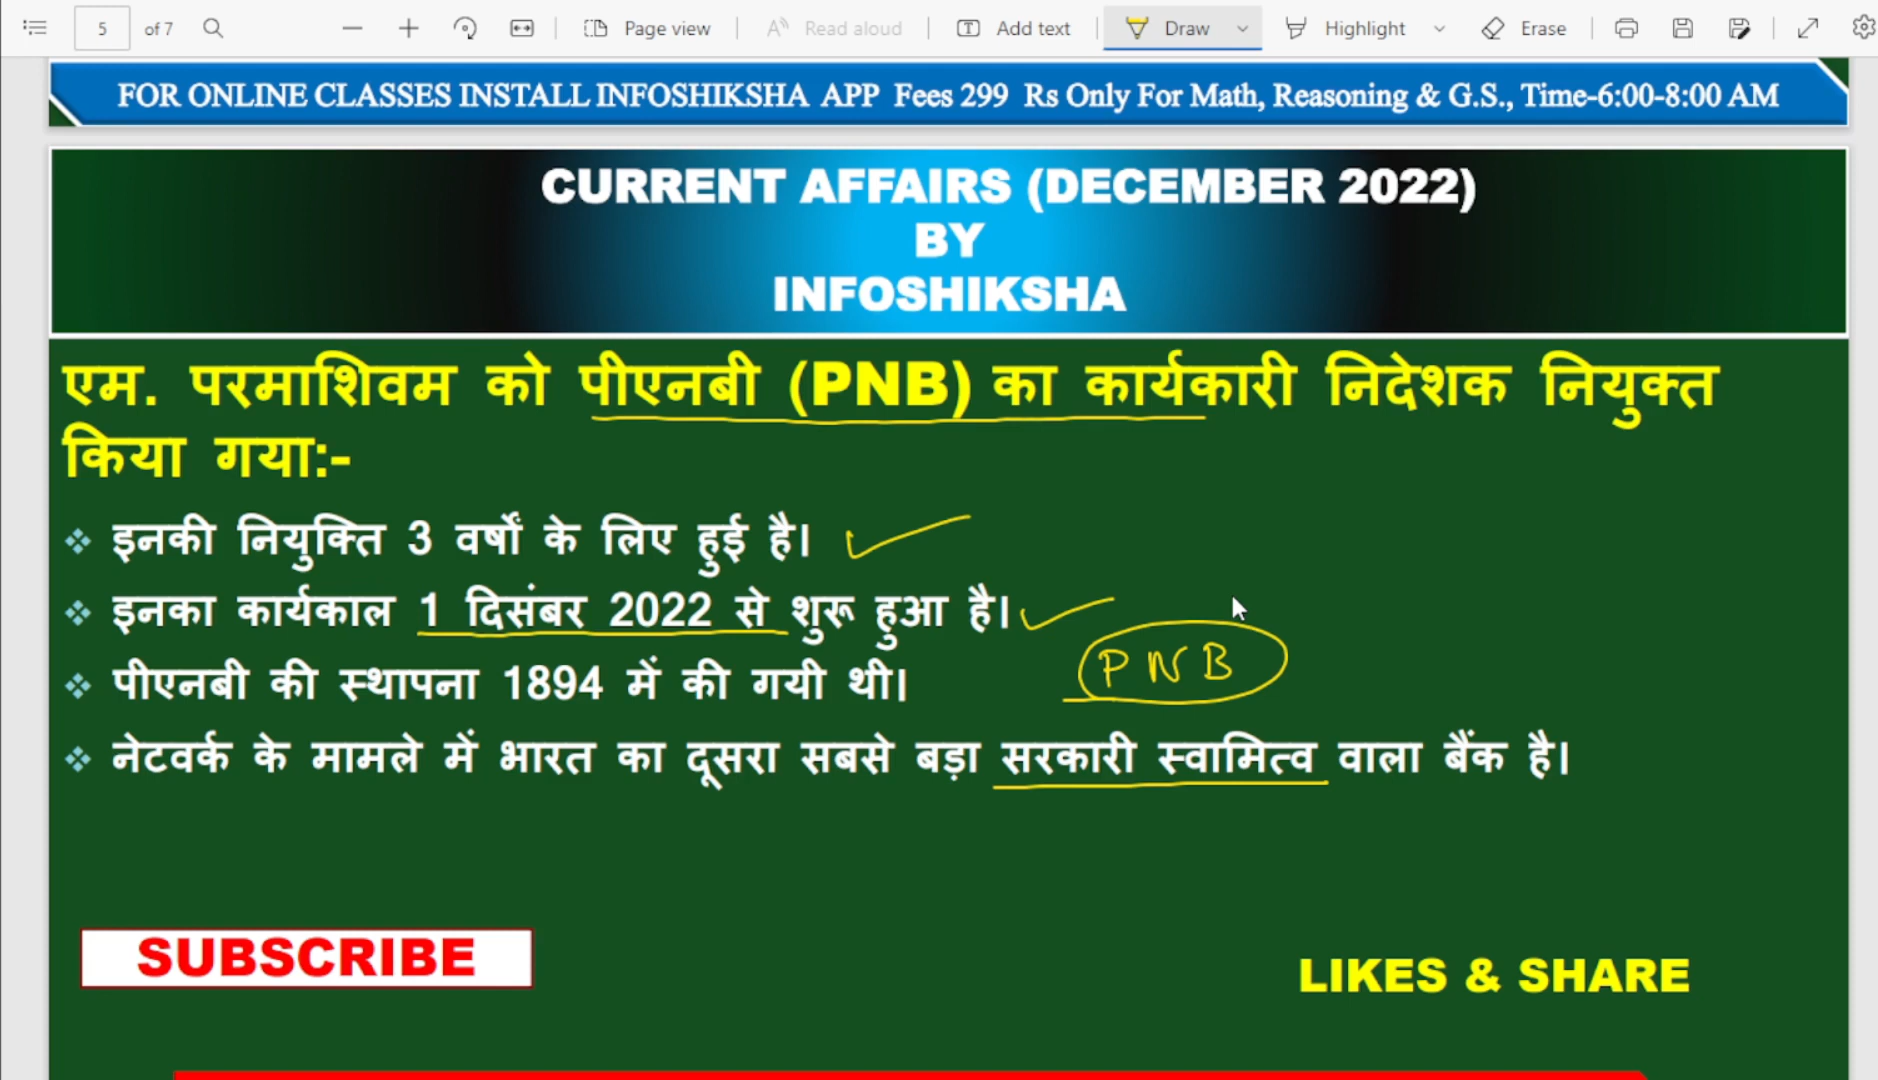 5 of 7 Page view Read aloud Add text Draw Highlight Erase
FOR ONLINE CLASSES INSTALL INFOSHIKSHA APP Fees 299 Rs Only For Math, Reasoning & G.S., Time-6:00-8:00 AM
CURRENT AFFAIRS (DECEMBER 2022)
BY
INFOSHIKSHA
एम. परमाशिवम को पीएनबी (PNB) का कार्यकारी निदेशक नियुक्त
किया गया:-
इनकी नियुक्ति 3 वर्षों के लिए हुई है।
इनका कार्यकाल 1 दिसंबर 2022 से शुरू हुआ है।
PNB
पीएनबी की स्थापना 1894 में की गयी थी।
नेटवर्क के मामले में भारत का दूसरा सबसे बड़ा सरकारी स्वामित्व वाला बैंक है।
SUBSCRIBE
LIKES & SHARE